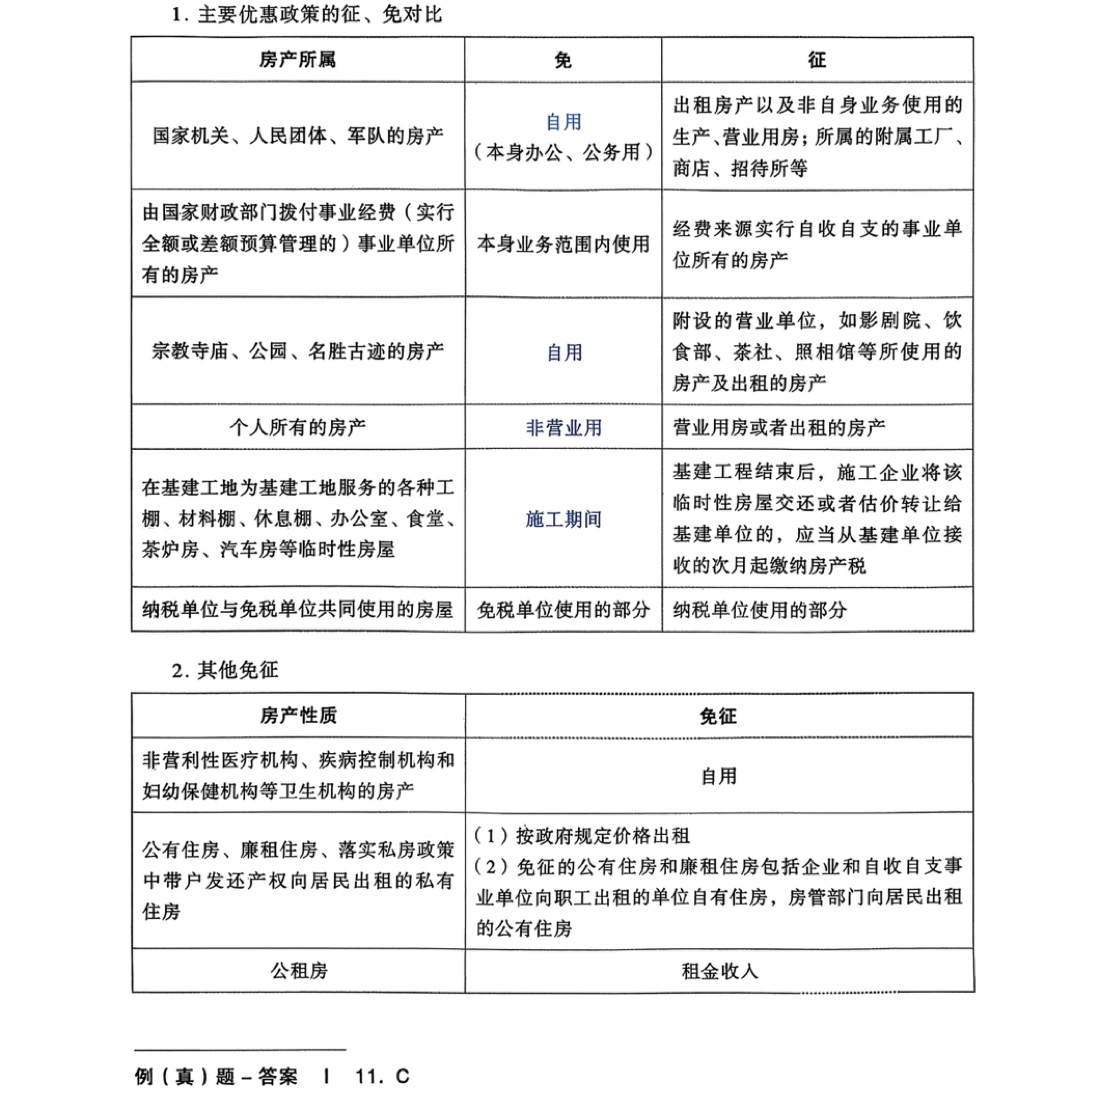 1. 主要优惠政策的征、免对比
房产所属
免
征
国家机关、人民团体、军队的房产
自用
（本身办公、公务用）
出租房产以及非自身业务使用的
生产、营业用房；所属的附属工厂、
商店、招待所等
由国家财政部门拨付事业经费（实行
全额或差额预算管理的）事业单位所
有的房产
本身业务范围内使用
经费来源实行自收自支的事业单
位所有的房产
宗教寺庙、公园、名胜古迹的房产
自用
附设的营业单位，如影剧院、饮
食部、茶社、照相馆等所使用的
房产及出租的房产
个人所有的房产
非营业用
营业用房或者出租的房产
在基建工地为基建工地服务的各种工
棚、材料棚、休息棚、办公室、食堂、
茶炉房、汽车房等临时性房屋
施工期间
基建工程结束后，施工企业将该
临时性房屋交还或者估价转让给
基建单位的，应当从基建单位接
收的次月起缴纳房产税
纳税单位与免税单位共同使用的房屋
免税单位使用的部分
纳税单位使用的部分
2. 其他免征
房产性质
免征
非营利性医疗机构、疾病控制机构和
妇幼保健机构等卫生机构的房产
自用
公有住房、廉租住房、落实私房政策
中带户发还产权向居民出租的私有
住房
（1）按政府规定价格出租
（2）免征的公有住房和廉租住房包括企业和自收自支事
业单位向职工出租的单位自有住房，房管部门向居民出租
的公有住房
公租房
租金收入
例（真）题-答案 | 11. C